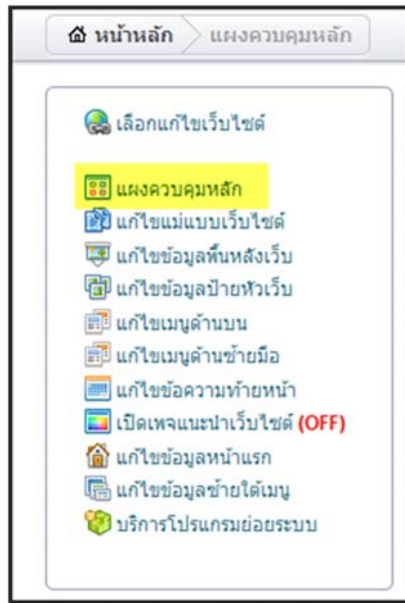 หน้าหลัก แผงควบคุมหลัก
เลือกแก้ไขเว็บไซต์
แผงควบคุมหลัก
แก้ไขแม่แบบเว็บไซต์
แก้ไขข้อมูลพื้นหลังเว็บ
แก้ไขข้อมูลป้ายหัวเว็บ
แก้ไขเมนูด้านบน
แก้ไขเมนูด้านซ้ายมือ
แก้ไขข้อความท้ายหน้า
เปิดเพจแนะนำเว็บไซต์ (OFF)
แก้ไขข้อมูลหน้าแรก
แก้ไขข้อมูลซ้ายใต้เมนู
บริการโปรแกรมย่อยระบบ